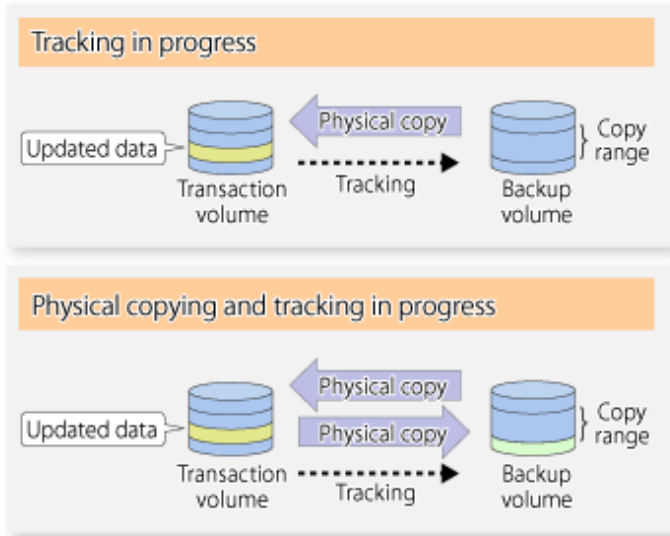 Tracking in progress
Physical copy
Updated data
Copy
range
Tracking
Transaction
volume
Backup
volume
Physical copying and tracking in progress
Physical copy
Updated data
Physical copy
Copy
range
Tracking
Transaction
volume
Backup
volume